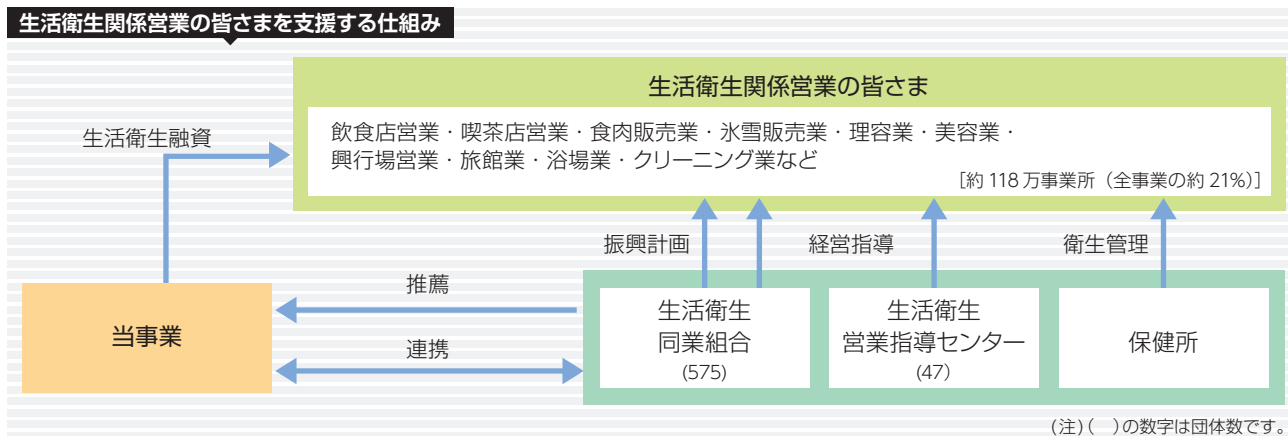 生活衛生関係営業の皆さまを支援する仕組み
生活衛生関係営業の皆さま
生活衛生融資
飲食店営業・喫茶店営業・食肉販売業・氷雪販売業・理容業・美容業・
興行場営業・旅館業・浴場業・クリーニング業など
［約 118 万事業所（全事業の約 21%）］
振興計画
経営指導
衛生管理
推薦
当事業
連携
生活衛生
同業組合
(575)
生活衛生
営業指導センター
(47)
保健所
(注)(　)の数字は団体数です。